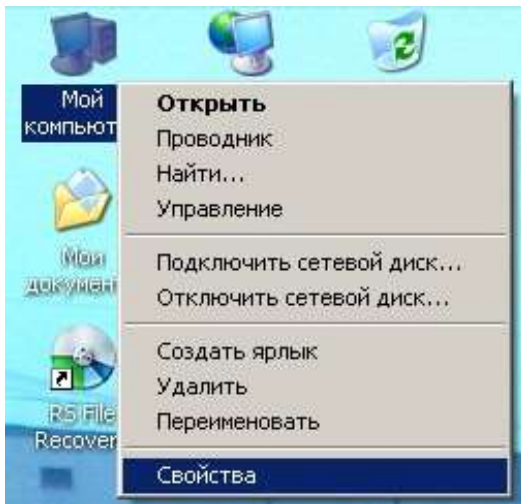 Мой
компьют
Открыть
Проводник
Найти...
Управление
Подключить сетевой диск...
Отключить сетевой диск...
Создать ярлык
Удалить
Переименовать
Свойства
Мои
докумен
RS File
Recover